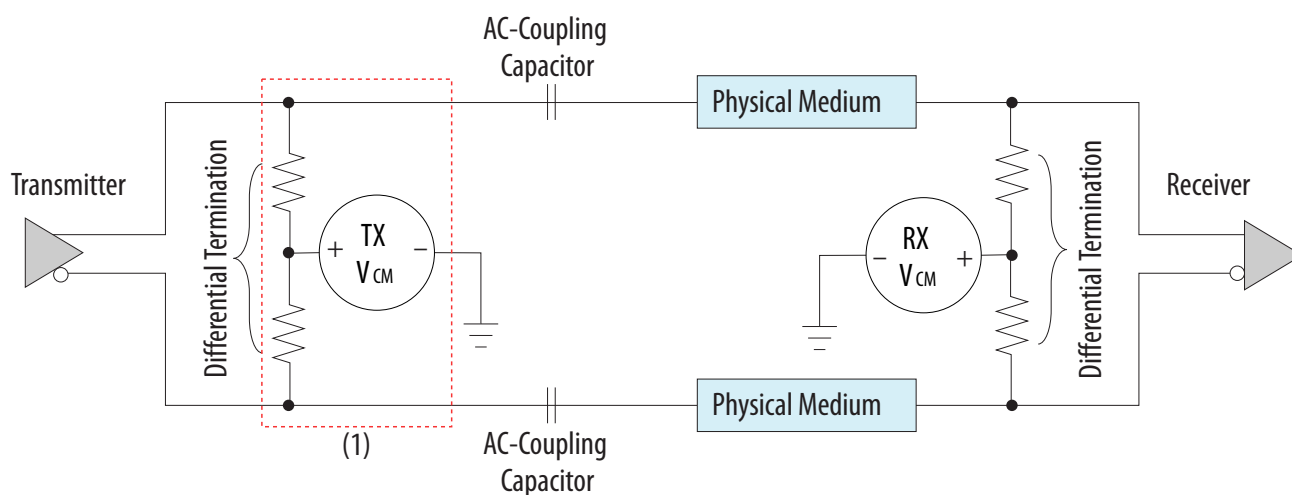 AC-Coupling
Capacitor
Physical Medium
Transmitter
Differential Termination
+ TX -
VCM
RX
- VCM +
Differential Termination
Receiver
Physical Medium
(1)
AC-Coupling
Capacitor